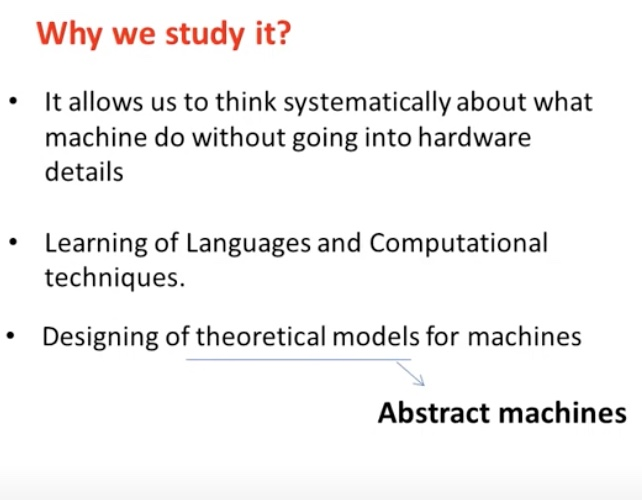 Why we study it?
• It allows us to think systematically about what
machine do without going into hardware
details
• Learning of Languages and Computational
techniques.
• Designing of theoretical models for machines
Abstract machines